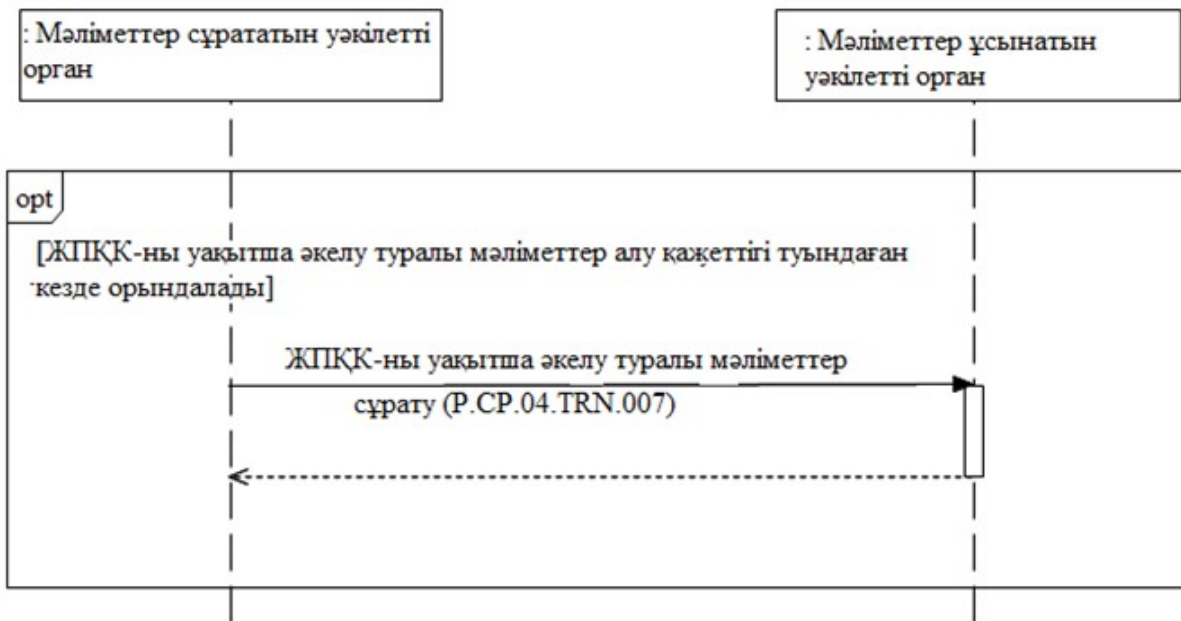 : Мәліметтер сұрататын уәкілетті
орган
: Мәліметтер ұсынатын
уәкілетті орган
opt
[ЖПҚК-ны уақытша әкелу туралы мәліметтер алу қажеттігі туындаған
кезде орындалады]
ЖПҚК-ны уақытша әкелу туралы мәліметтер
сұрату (P.CP.04.TRN.007)